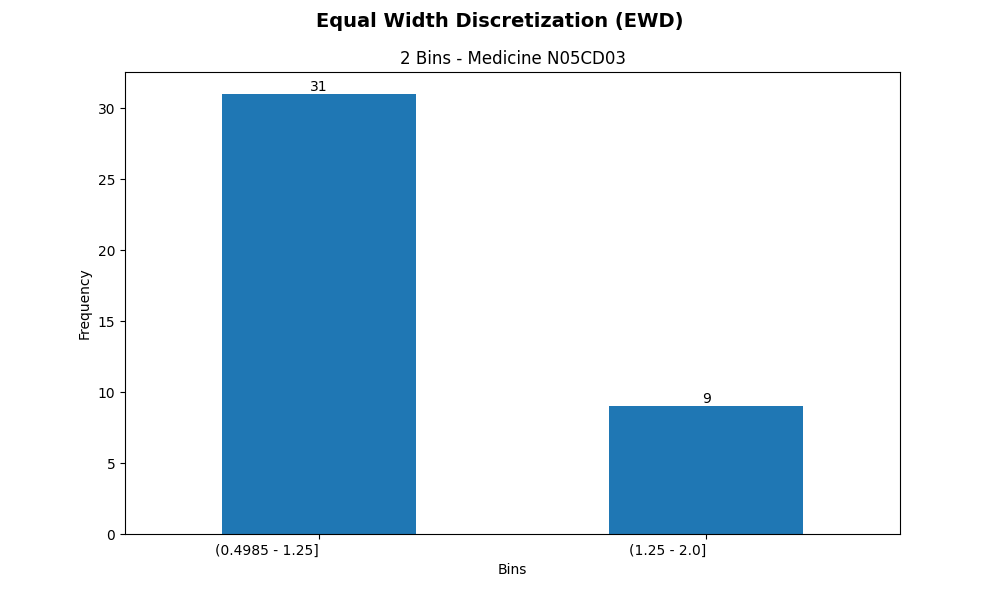 Equal Width Discretization (EWD)
2 Bins - Medicine N05CD03
31
9
30
25
20
15
10
5
0
Frequency
(0.4985 - 1.25]
(1.25 - 2.0]
Bins